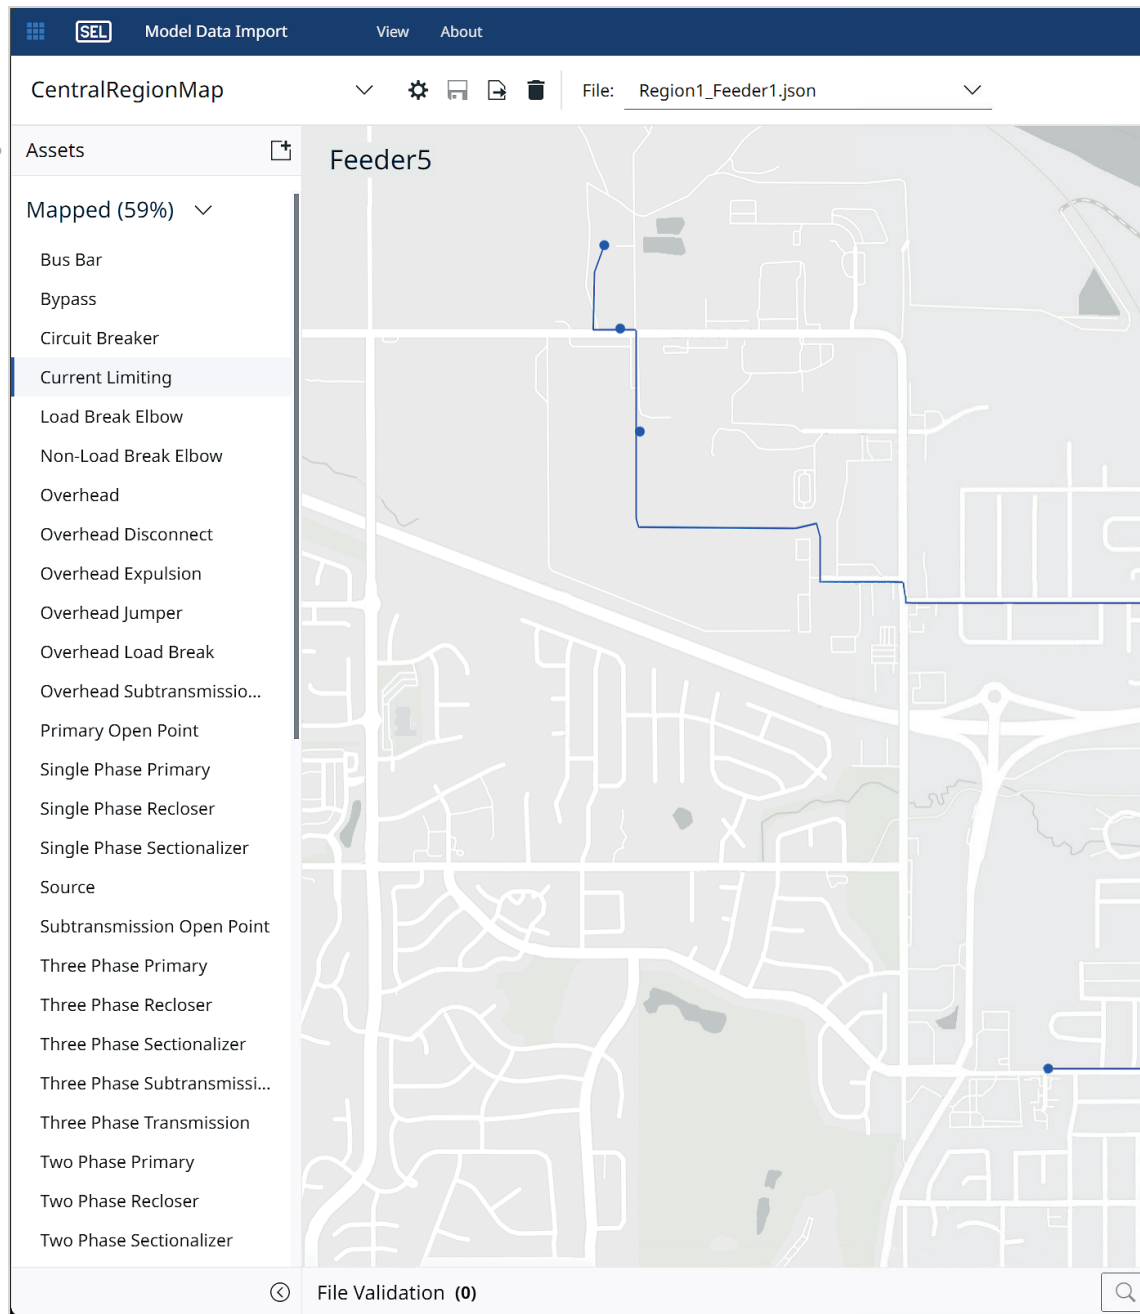 SEL Model Data Import View About
CentralRegionMap File: Region1_Feeder1.json
Assets
Feeder5
Mapped (59%)
Bus Bar
Bypass
Circuit Breaker
Current Limiting
Load Break Elbow
Non-Load Break Elbow
Overhead
Overhead Disconnect
Overhead Expulsion
Overhead Jumper
Overhead Load Break
Overhead Subtransmissio...
Primary Open Point
Single Phase Primary
Single Phase Recloser
Single Phase Sectionalizer
Source
Subtransmission Open Point
Three Phase Primary
Three Phase Recloser
Three Phase Sectionalizer
Three Phase Subtransmissi...
Three Phase Transmission
Two Phase Primary
Two Phase Recloser
Two Phase Sectionalizer
File Validation (0)